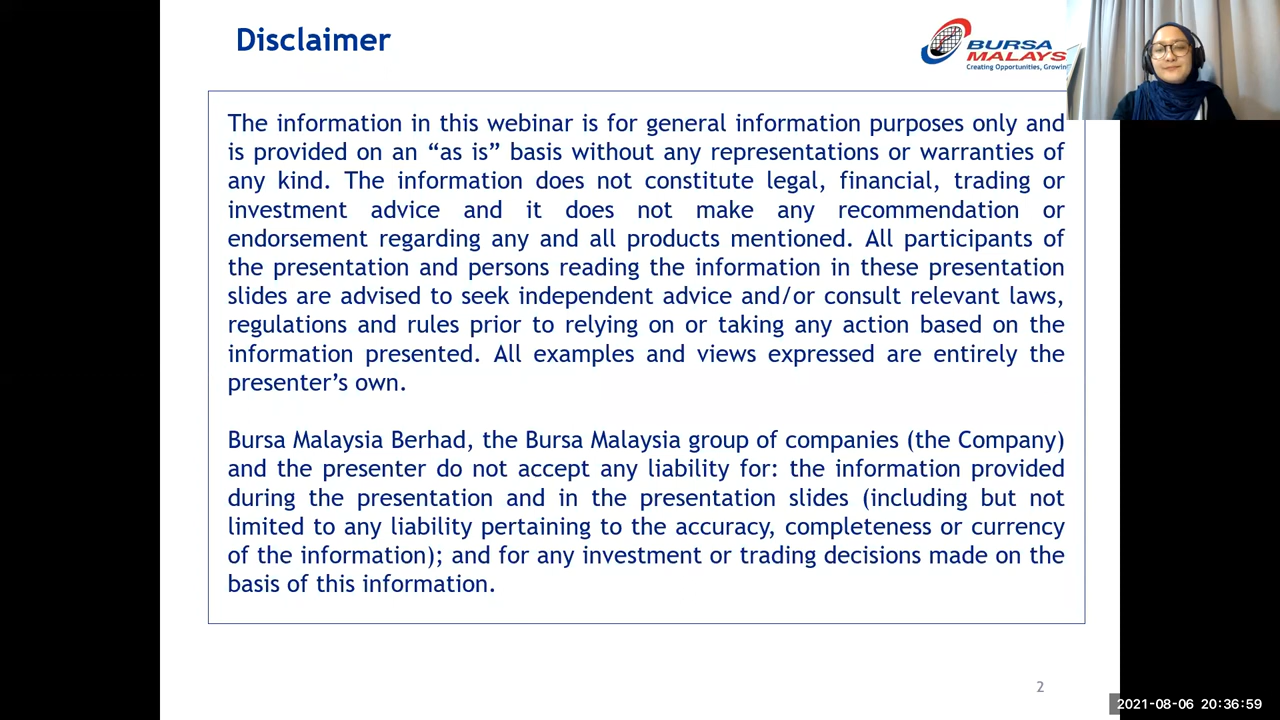 Disclaimer
BURSA
MALAYS
Creating Opportunities, Growin
The information in this webinar is for general information purposes only and
is provided on an “as is” basis without any representations or warranties of
any kind. The information does not constitute legal, financial, trading or
investment advice and it does not make any recommendation or
endorsement regarding any and all products mentioned. All participants of
the presentation and persons reading the information in these presentation
slides are advised to seek independent advice and/or consult relevant laws,
regulations and rules prior to relying on or taking any action based on the
information presented. All examples and views expressed are entirely the
presenter’s own.
Bursa Malaysia Berhad, the Bursa Malaysia group of companies (the Company)
and the presenter do not accept any liability for: the information provided
during the presentation and in the presentation slides (including but not
limited to any liability pertaining to the accuracy, completeness or currency
of the information); and for any investment or trading decisions made on the
basis of this information.
2
2021-08-06 20:36:59